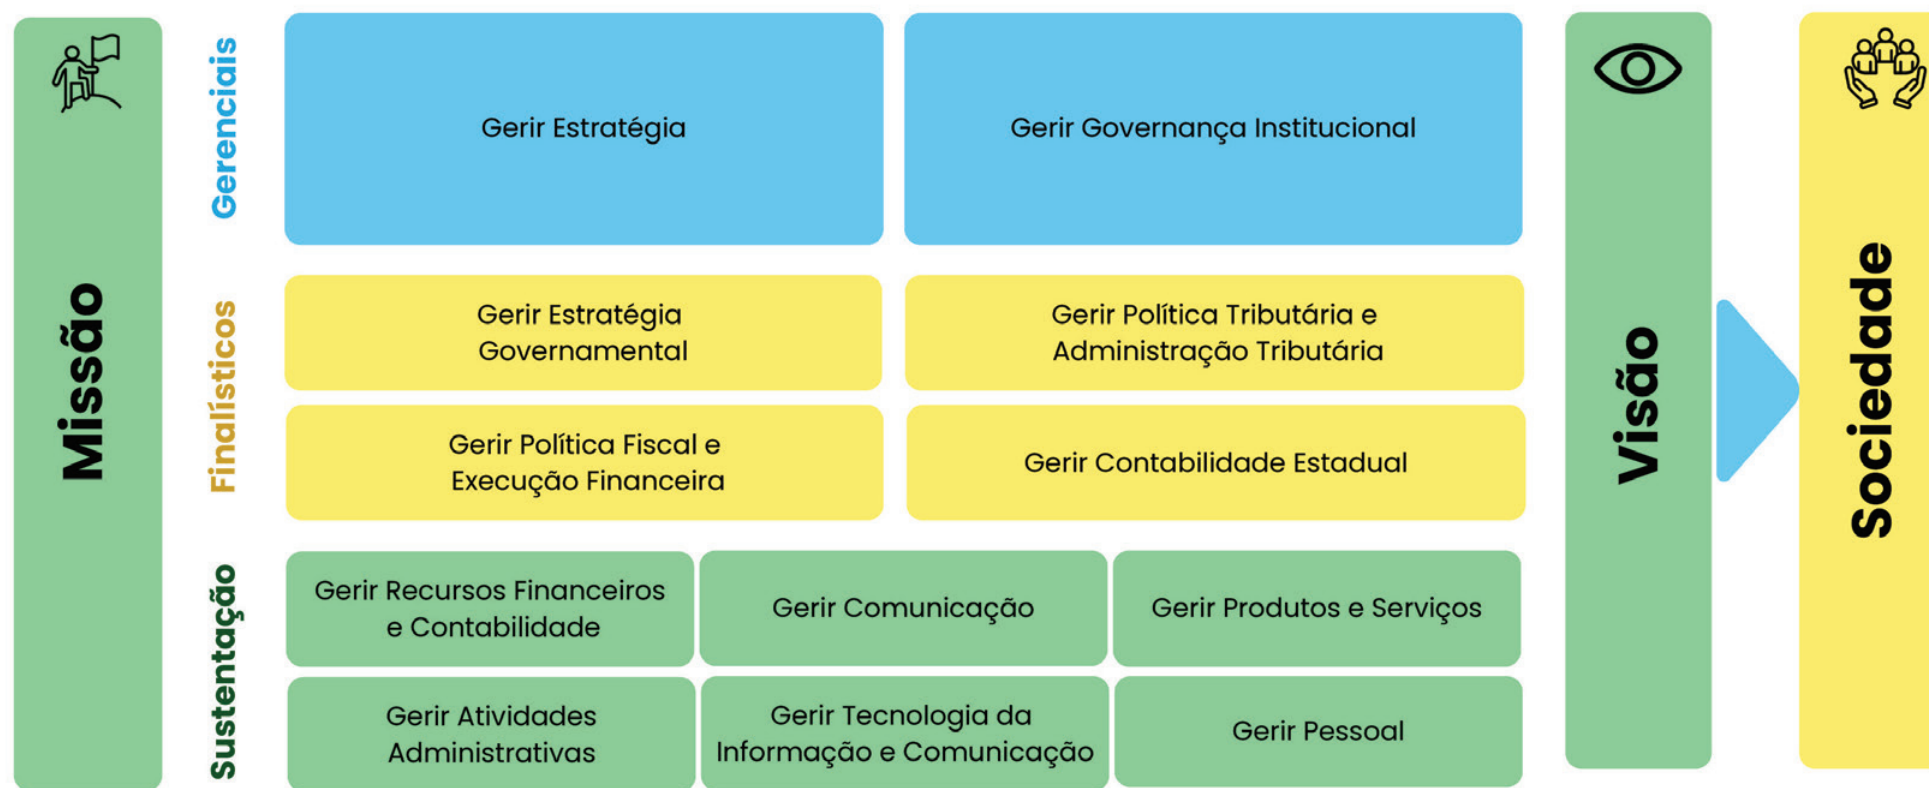 Missão
Gerenciais
Gerir Estratégia
Gerir Governança Institucional
Finalísticos
Gerir Estratégia
Governamental
Gerir Política Tributária e
Administração Tributária
Gerir Política Fiscal e
Execução Financeira
Gerir Contabilidade Estadual
Sustentação
Gerir Recursos Financeiros
e Contabilidade
Gerir Comunicação
Gerir Produtos e Serviços
Gerir Atividades
Administrativas
Gerir Tecnologia da
Informação e Comunicação
Gerir Pessoal
Visão
Sociedade